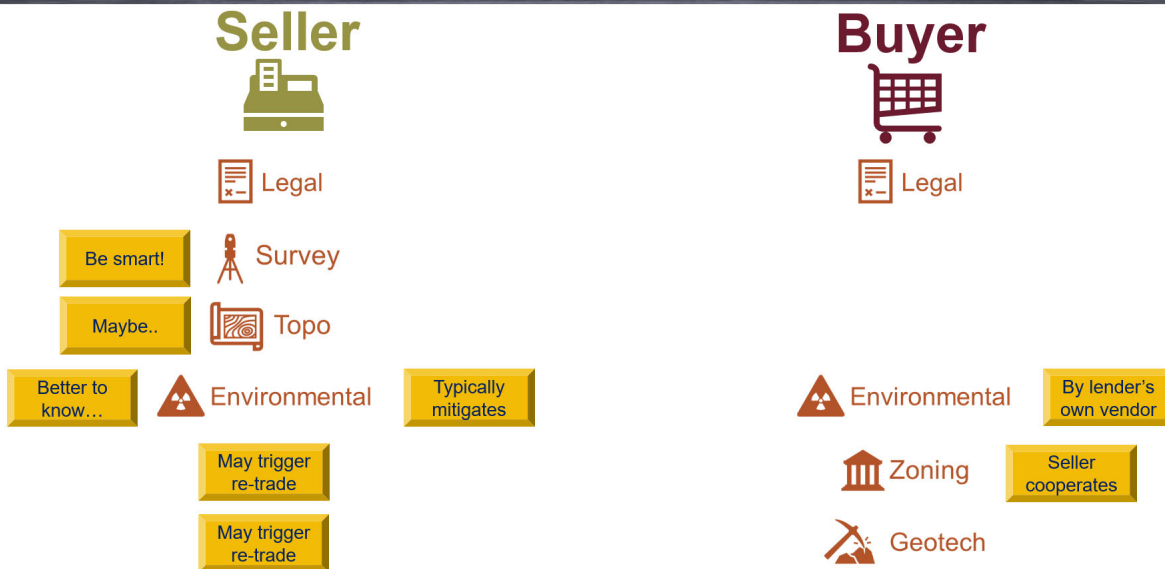 Seller
Buyer
Legal
Legal
Be smart!
Survey
Maybe..
Topo
Better to
know…
Environmental
Typically
mitigates
Environmental
By lender's
own vendor
May trigger
re-trade
Zoning
Seller
cooperates
May trigger
re-trade
Geotech